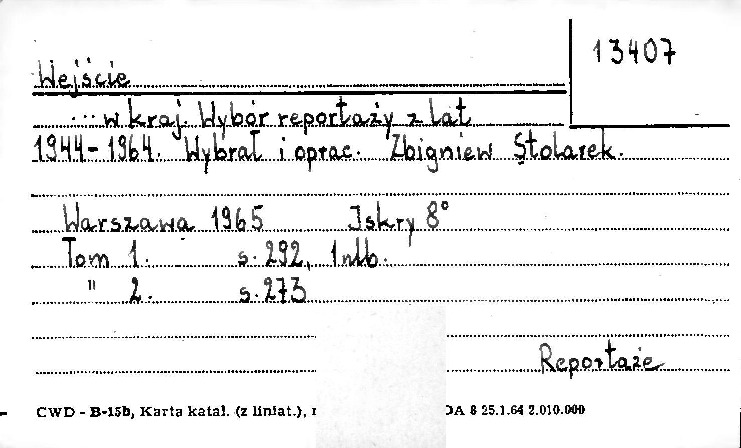 13407
Wejście
... w kraj. Wybór reportaży z lat
1944-1964. Wybrał i oprac. Zbigniew Stolarek.
Warszawa 1965 Iskry 8°
Tom 1. s. 292, 1 nlb.
" 2. s. 273
Reportaże
CWD - B-15b, Karta katal. (z liniat.), DA 8 25.1.64 2.010.000